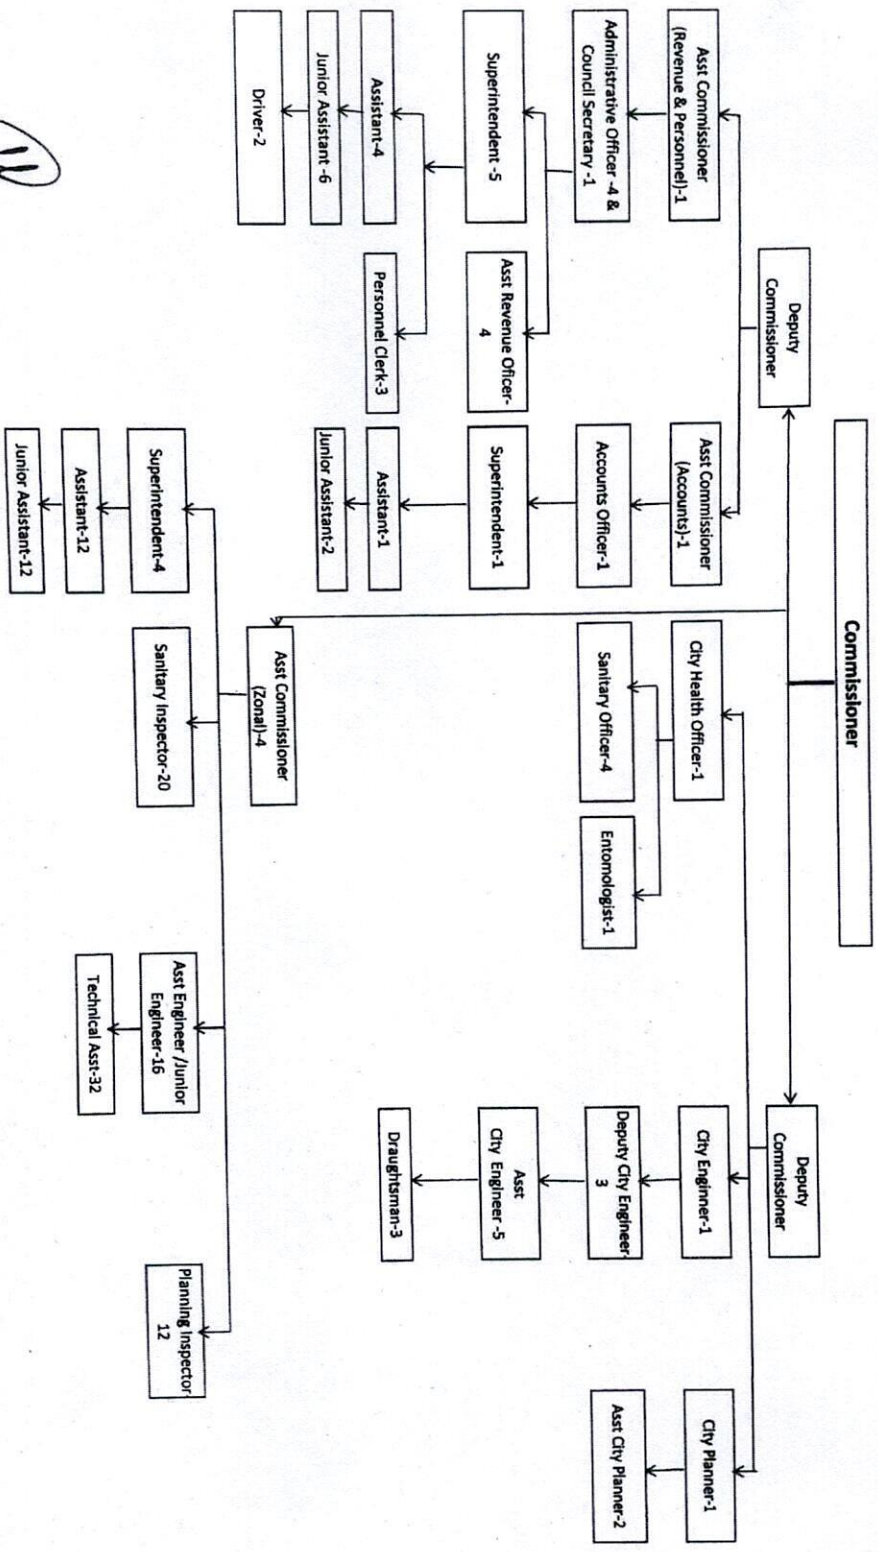 Commissioner
Deputy
Commissioner
Deputy
Commissioner
Asst Commissioner
(Revenue & Personnel)-1
Asst Commissioner
(Accounts)-1
City Health Officer-1
City Enginner-1
City Planner-1
Administrative Officer -4 &
Council Secretary -1
Accounts Officer-1
Sanitary Officer-4
Entomologist-1
Deputy City Engineer-
3
Asst City Planner-2
Superintendent -5
Asst Revenue Oficer-
4
Superintendent-1
Asst
City Engineer -5
Assistant-4
Personnel Clerk-3
Assistant-1
Draughtsman-3
Junior Assistant -6
Junior Assistant-2
Driver-2
Asst Commissioner
(Zonal)-4
Superintendent-4
Sanitary Inspector-20
Asst Engineer /Junior
Engineer-16
Planning Inspector-
12
Assistant-12
Technical Asst-32
Junior Assistant-12
11